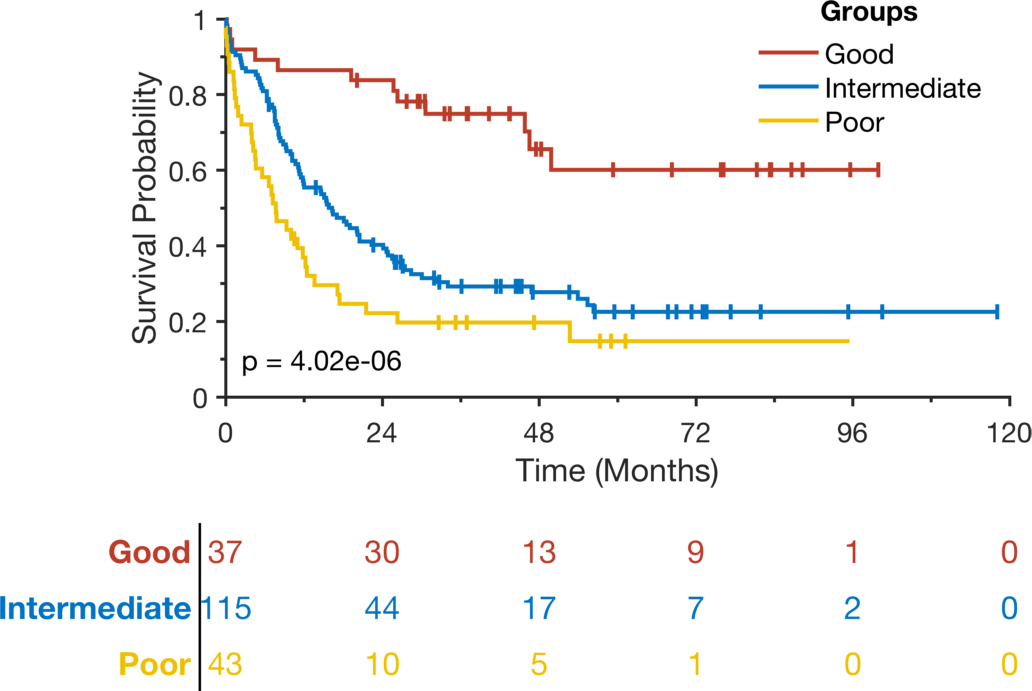 Groups
Good
Intermediate
Poor
Survival Probability
1
0.8
0.6
0.4
0.2
0
p = 4.02e-06
0 24 48 72 96 120
Time (Months)
Good 37 30 13 9 1 0
Intermediate 115 44 17 7 2 0
Poor 43 10 5 1 0 0